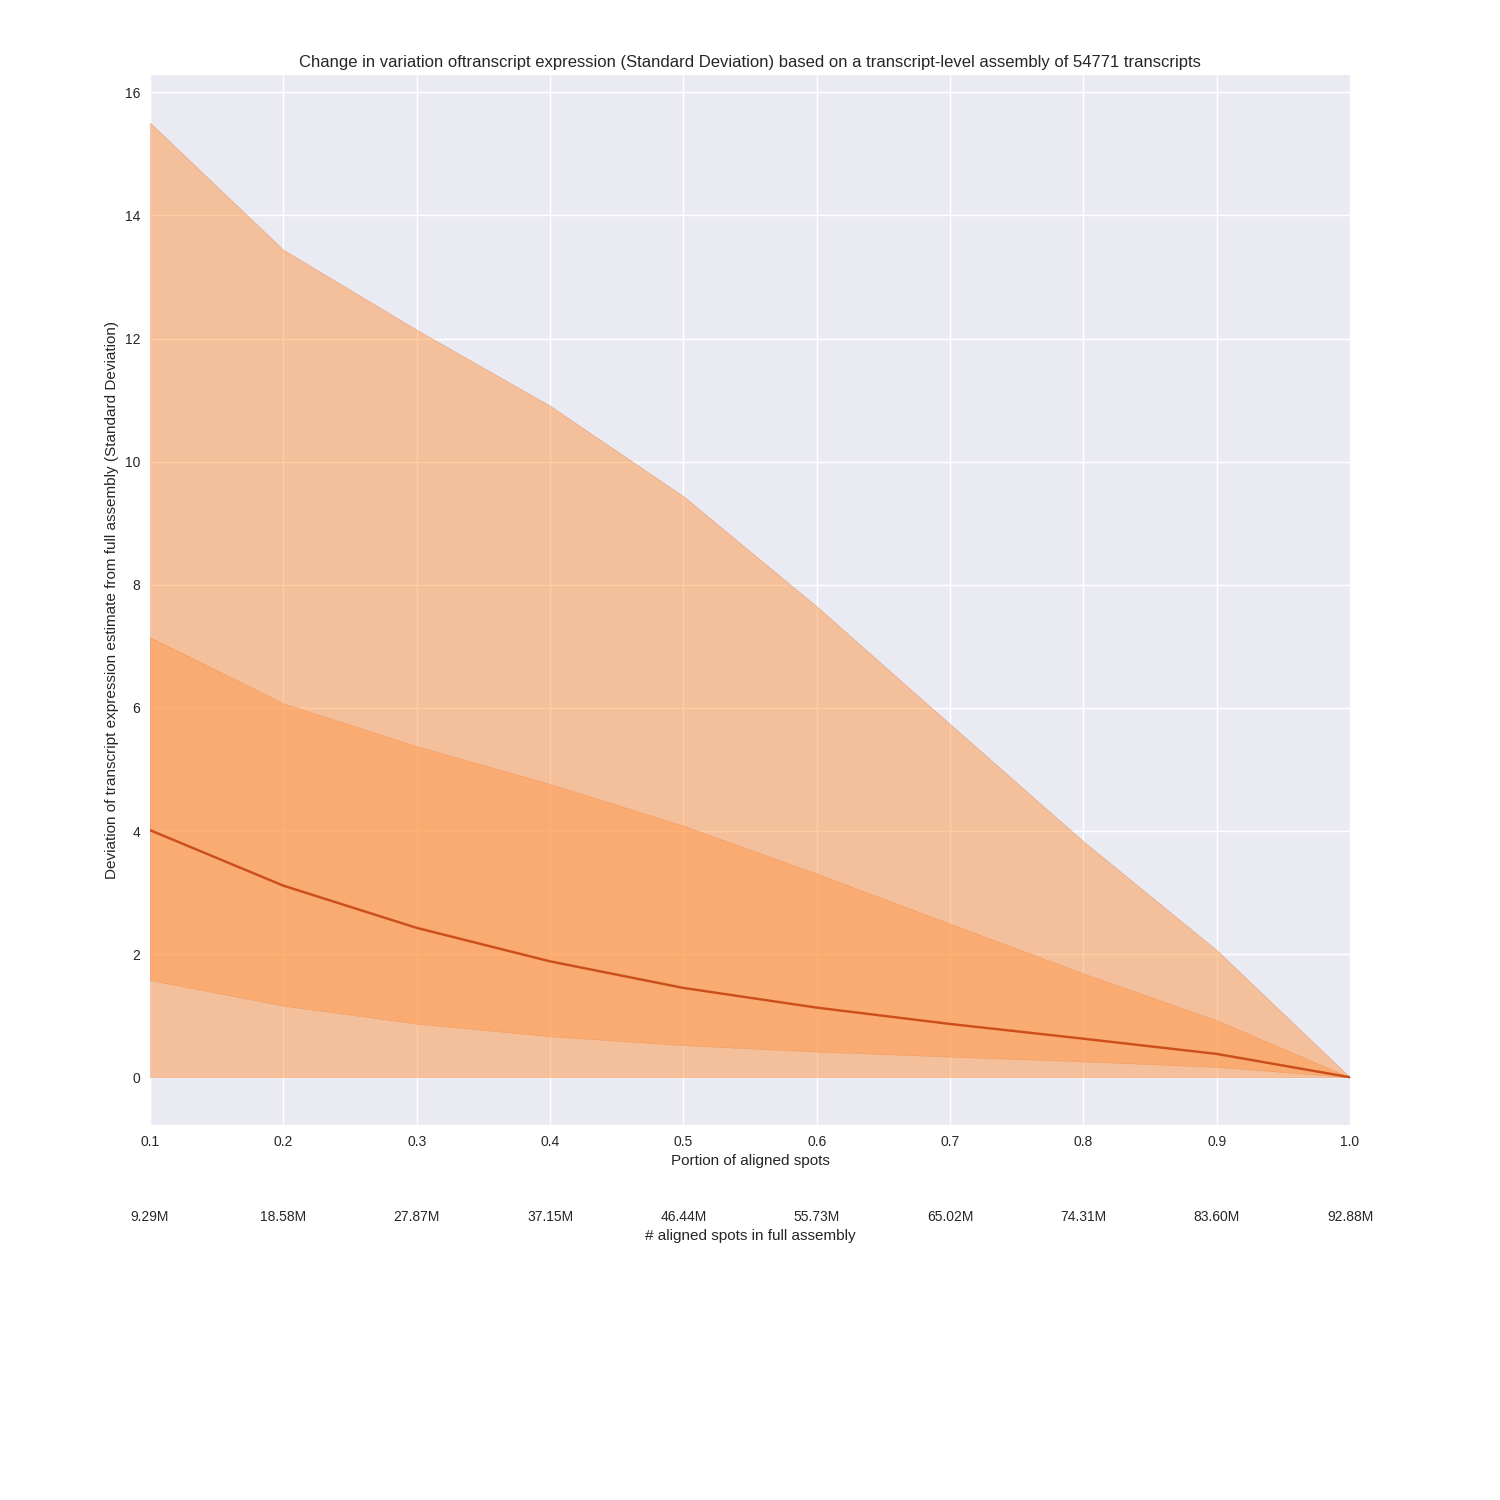 Change in variation oftranscript expression (Standard Deviation) based on a transcript-level assembly of 54771 transcripts
Deviation of transcript expression estimate from full assembly (Standard Deviation)
16
14
12
10
8
6
4
2
0
0.1 0.2 0.3 0.4 0.5 0.6 0.7 0.8 0.9 1.0
Portion of aligned spots
9.29M 18.58M 27.87M 37.15M 46.44M 55.73M 65.02M 74.31M 83.60M 92.88M
# aligned spots in full assembly